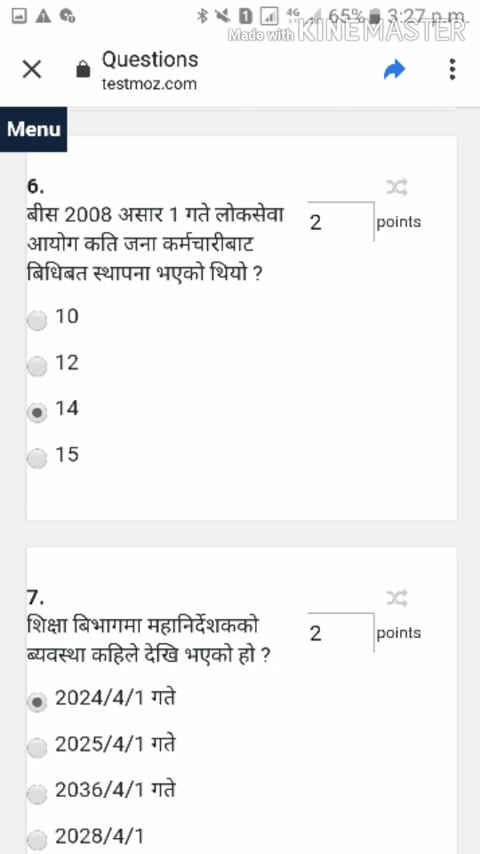 4G 65% 3:27 p.m.
Made with KINEMASTER
Questions
testmoz.com
Menu
6.
बीस 2008 असार 1 गते लोकसेवा
आयोग कति जना कर्मचारीबाट
बिधिबत स्थापना भएको थियो ?
2 points
10
12
14
15
7.
शिक्षा बिभागमा महानिर्देशकको
ब्यवस्था कहिले देखि भएको हो ?
2 points
2024/4/1 गते
2025/4/1 गते
2036/4/1 गते
2028/4/1